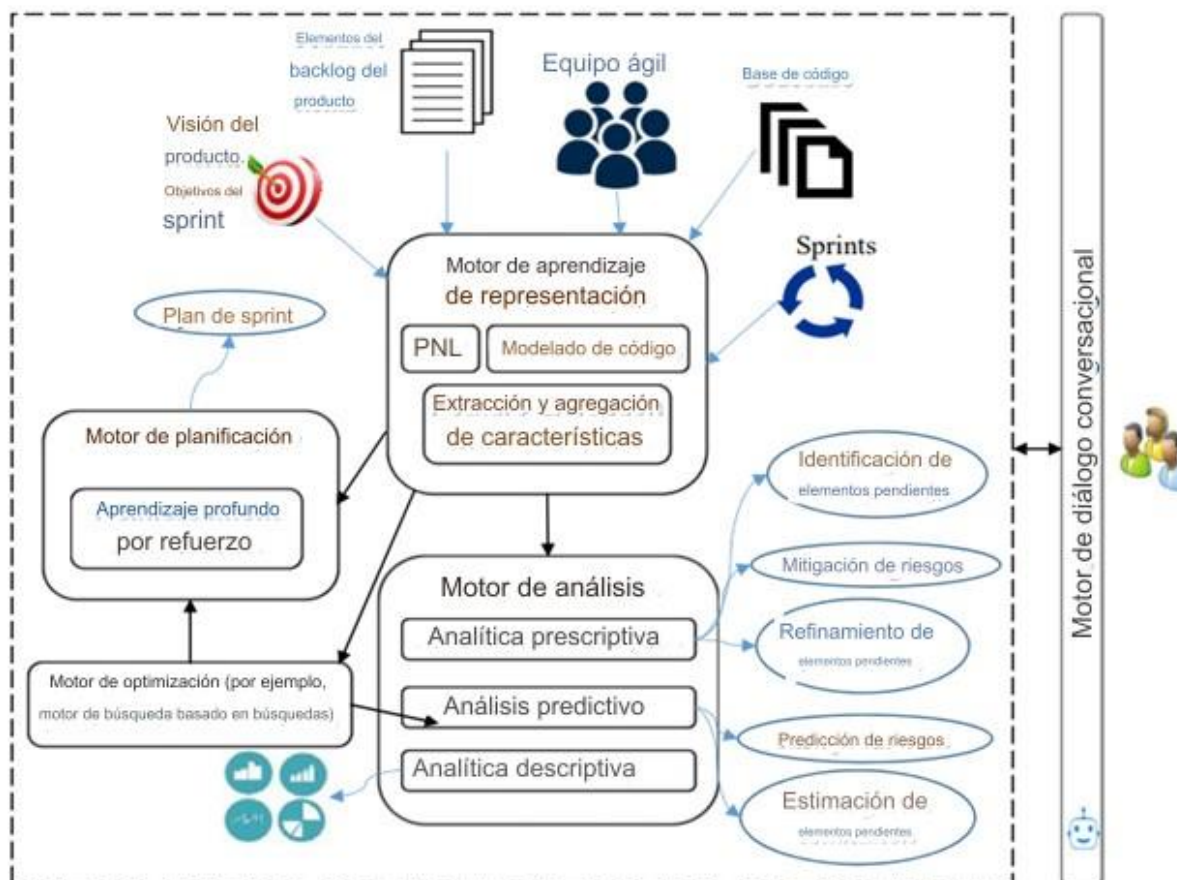 Elementos del
backlog del
producto
Equipo ágil
Base de código
Visión del
producto.
Objetivos del
sprint
Sprints
Motor de aprendizaje
de representación
PNL
Modelado de código
Extracción y agregación
de características
Plan de sprint
Motor de planificación
Aprendizaje profundo
por refuerzo
Motor de optimización (por ejemplo,
motor de búsqueda basado en búsquedas)
Motor de análisis
Analítica prescriptiva
Análisis predictivo
Analítica descriptiva
Identificación de
elementos pendientes
Mitigación de riesgos
Refinamiento de
elementos pendientes
Predicción de riesgos
Estimación de
elementos pendientes
Motor de diálogo conversacional